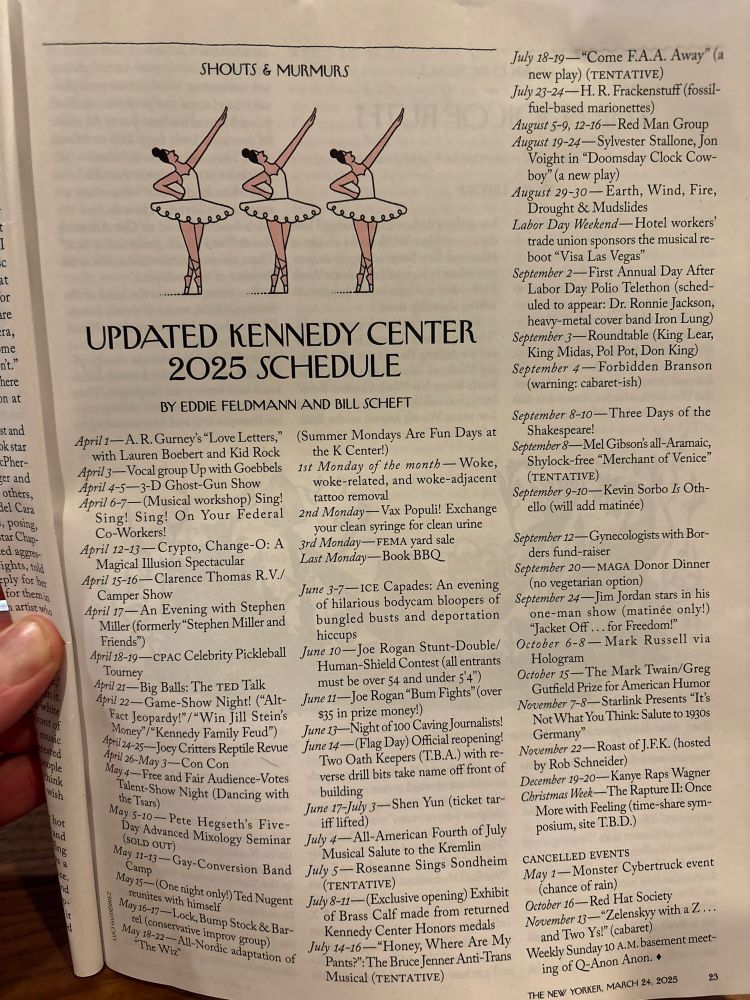 SHOUTS & MURMURS
UPDATED KENNEDY CENTER
2025 SCHEDULE
BY EDDIE FELDMANN AND BILL SCHEFT
April 1—A. R. Gurney's "Love Letters,"
with Lauren Boebert and Kid Rock
April 3—Vocal group Up with Goebbels
April 4-5—3-D Ghost-Gun Show
April 6-7—(Musical workshop) Sing!
Sing! Sing! On Your Federal
Co-Workers!
April 12-13—Crypto, Change-O: A
Magical Illusion Spectacular
April 15-16—Clarence Thomas R.V./
Camper Show
April 17—An Evening with Stephen
Miller (formerly "Stephen Miller and
Friends")
April 18-19—CPAC Celebrity Pickleball
Tourney
April 21—Big Balls: The TED Talk
April 22—Game-Show Night! ("Alt-
Fact Jeopardy!"/"Win Jill Stein's
Money"/"Kennedy Family Feud")
April 24-25—Joey Critters Reptile Revue
April 26-May 3—Con Con
May 4—Free and Fair Audience-Votes
Talent-Show Night (Dancing with
the Tsars)
May 5-10—Pete Hegseth's Five-
Day Advanced Mixology Seminar
(SOLD OUT)
May 11-13—Gay-Conversion Band
Camp
May 15—(One night only!) Ted Nugent
reunites with himself
May 16-17—Lock, Bump Stock & Bar-
rel (conservative improv group)
May 18-22—All-Nordic adaptation of
"The Wiz"
(Summer Mondays Are Fun Days at
the K Center!)
1st Monday of the month—Woke,
woke-related, and woke-adjacent
tattoo removal
2nd Monday—Vax Populi! Exchange
your clean syringe for clean urine
3rd Monday—FEMA yard sale
Last Monday—Book BBQ
June 3-7—ICE Capades: An evening
of hilarious bodycam bloopers of
bungled busts and deportation
hiccups
June 10—Joe Rogan Stunt-Double/
Human-Shield Contest (all entrants
must be over 54 and under 5'4")
June 11—Joe Rogan "Bum Fights" (over
$35 in prize money!)
June 13—Night of 100 Caving Journalists!
June 14—(Flag Day) Official reopening!
Two Oath Keepers (T.B.A.) with re-
verse drill bits take name off front of
building
June 17-July 3—Shen Yun (ticket tar-
iff lifted)
July 4—All-American Fourth of July
Musical Salute to the Kremlin
July 5—Roseanne Sings Sondheim
(TENTATIVE)
July 8-11—(Exclusive opening) Exhibit
of Brass Calf made from returned
Kennedy Center Honors medals
July 14-16—"Honey, Where Are My
Pants?": The Bruce Jenner Anti-Trans
Musical (TENTATIVE)
July 18-19—"Come F.A.A. Away" (a
new play) (TENTATIVE)
July 23-24—H. R. Frackenstuff (fossil-
fuel-based marionettes)
August 5-9, 12-16—Red Man Group
August 19-24—Sylvester Stallone, Jon
Voight in "Doomsday Clock Cow-
boy" (a new play)
August 29-30—Earth, Wind, Fire,
Drought & Mudslides
Labor Day Weekend—Hotel workers'
trade union sponsors the musical re-
boot "Visa Las Vegas"
September 2—First Annual Day After
Labor Day Polio Telethon (sched-
uled to appear: Dr. Ronnie Jackson,
heavy-metal cover band Iron Lung)
September 3—Roundtable (King Lear,
King Midas, Pol Pot, Don King)
September 4—Forbidden Branson
(warning: cabaret-ish)
September 8-10—Three Days of the
Shakespeare!
September 8—Mel Gibson's all-Aramaic,
Shylock-free "Merchant of Venice"
(TENTATIVE)
September 9-10—Kevin Sorbo Is Oth-
ello (will add matinée)
September 12—Gynecologists with Bor-
ders fund-raiser
September 20—MAGA Donor Dinner
(no vegetarian option)
September 24—Jim Jordan stars in his
one-man show (matinée only!)
"Jacket Off . . . for Freedom!"
October 6-8—Mark Russell via
Hologram
October 15—The Mark Twain/Greg
Gutfeld Prize for American Humor
November 7-8—Starlink Presents "It's
Not What You Think: Salute to 1930s
Germany"
November 22—Roast of J.F.K. (hosted
by Rob Schneider)
December 19-20—Kanye Raps Wagner
Christmas Week—The Rapture II: Once
More with Feeling (time-share sym-
posium, site T.B.D.)
CANCELLED EVENTS
May 1—Monster Cybertruck event
(chance of rain)
October 16—Red Hat Society
November 13—"Zelenskyy with a Z . . .
and Two Ys!" (cabaret)
Weekly Sunday 10 A.M. basement meet-
ing of Q-Anon Anon. ♦
THE NEW YORKER, MARCH 24, 2025 23